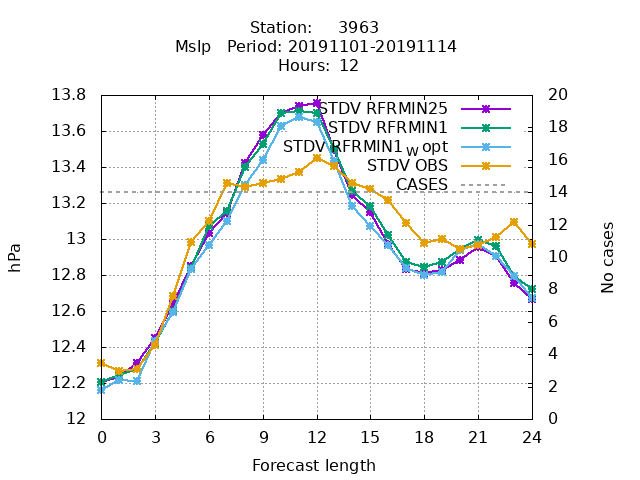 Station: 3963
Mslp Period: 20191101-20191114
Hours: 12
13.8
13.6
13.4
13.2
13
12.8
12.6
12.4
12.2
12
hPa
20
18
16
14
12
10
8
6
4
2
0
No cases
STDV RFRMIN25
STDV RFRMIN1
STDV RFRMIN1_w opt
STDV OBS
CASES
0 3 6 9 12 15 18 21 24
Forecast length